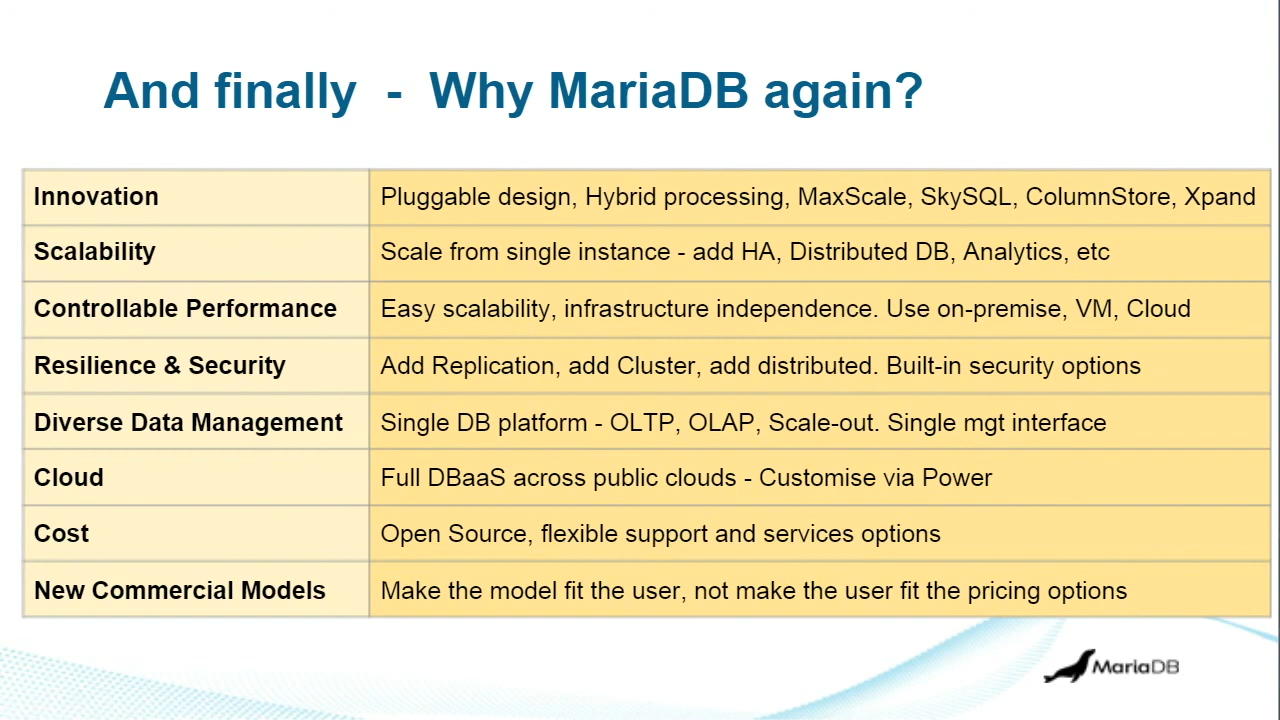 And finally - Why MariaDB again?
Innovation Pluggable design, Hybrid processing, MaxScale, SkySQL, ColumnStore, Xpand
Scalability Scale from single instance - add HA, Distributed DB, Analytics, etc
Controllable Performance Easy scalability, infrastructure independence. Use on-premise, VM, Cloud
Resilience & Security Add Replication, add Cluster, add distributed. Built-in security options
Diverse Data Management Single DB platform - OLTP, OLAP, Scale-out. Single mgt interface
Cloud Full DBaaS across public clouds - Customise via Power
Cost Open Source, flexible support and services options
New Commercial Models Make the model fit the user, not make the user fit the pricing options
MariaDB